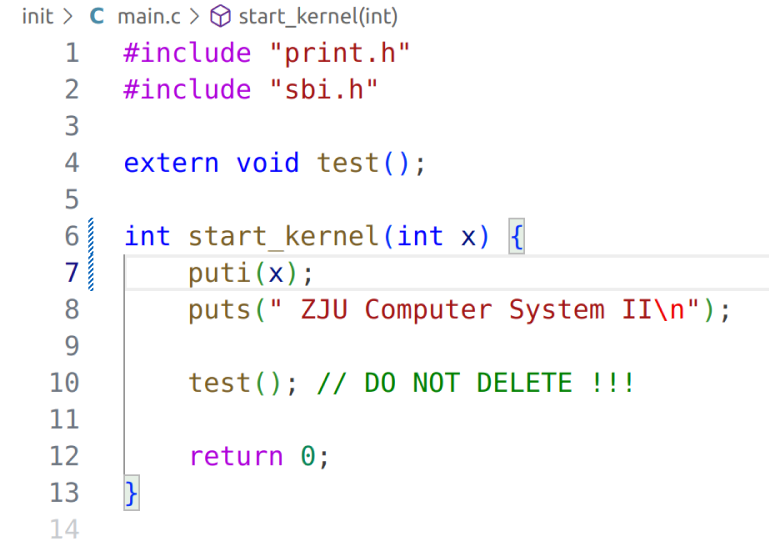 init > C main.c > start_kernel(int)
1 #include "print.h"
2 #include "sbi.h"
3
4 extern void test();
5
6 int start_kernel(int x) {
7     puti(x);
8     puts(" ZJU Computer System II\n");
9
10     test(); // DO NOT DELETE !!!
11
12     return 0;
13 }
14